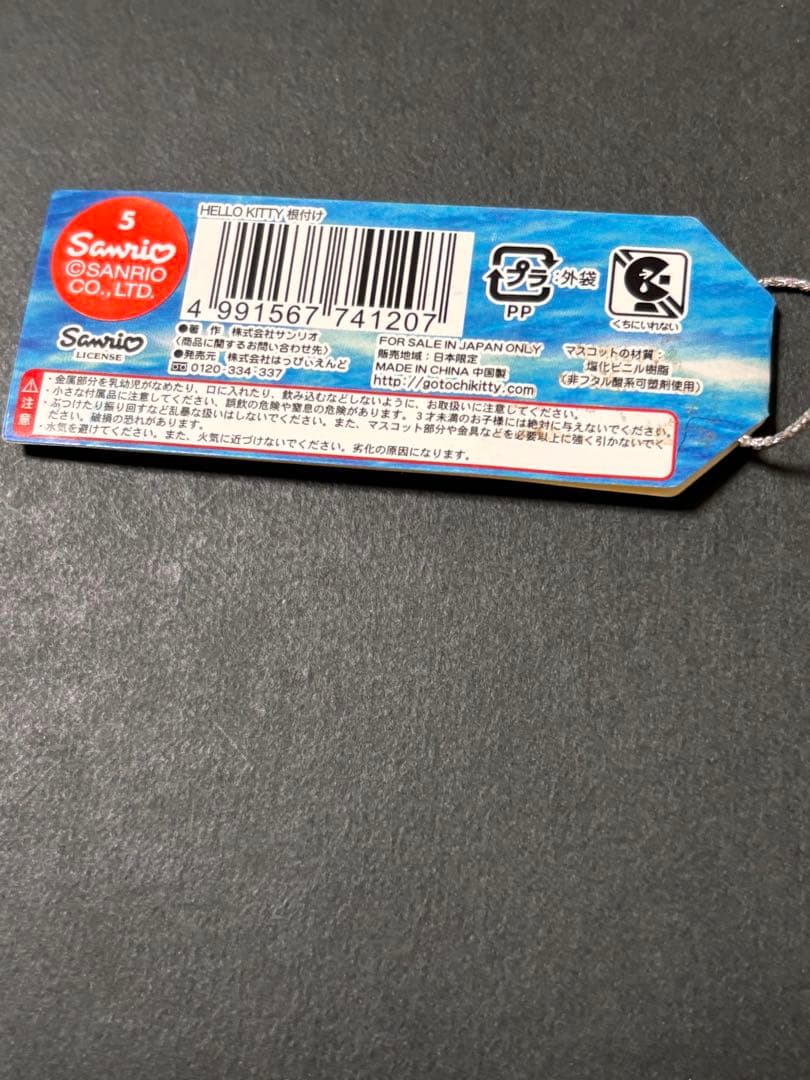 5
Sanrio
©SANRIO
CO., LTD.
Sanrio
LICENSE
HELLO KITTY 根付け
4 991567 741207
●著 作 株式会社サンリオ
〈商品に関するお問い合わせ先〉
●発売元 株式会社はっぴぃえんど
0120-334-337
プラ:外袋
PP
くちにいれない
FOR SALE IN JAPAN ONLY
販売地域:日本限定
MADE IN CHINA 中国製
http://gotochikitty.com
マスコットの材質:
塩化ビニル樹脂
(非フタル酸系可塑剤使用)
注意
・金属部分を乳幼児がなめたり、口に入れたり、飲み込むなどしないように、お取扱いに注意してください。
・小さな付属品に注意してください、誤飲の危険や窒息の危険があります。3才未満のお子様には絶対に与えないでください。
・ぶつけたり振り回すなど乱暴な扱いはしないでください。また、マスコット部分や金具などを必要以上に強く引かないでく
ださい。破損の恐れがあります。
・水気を避けてください。また、火気に近づけないでください。劣化の原因になります。